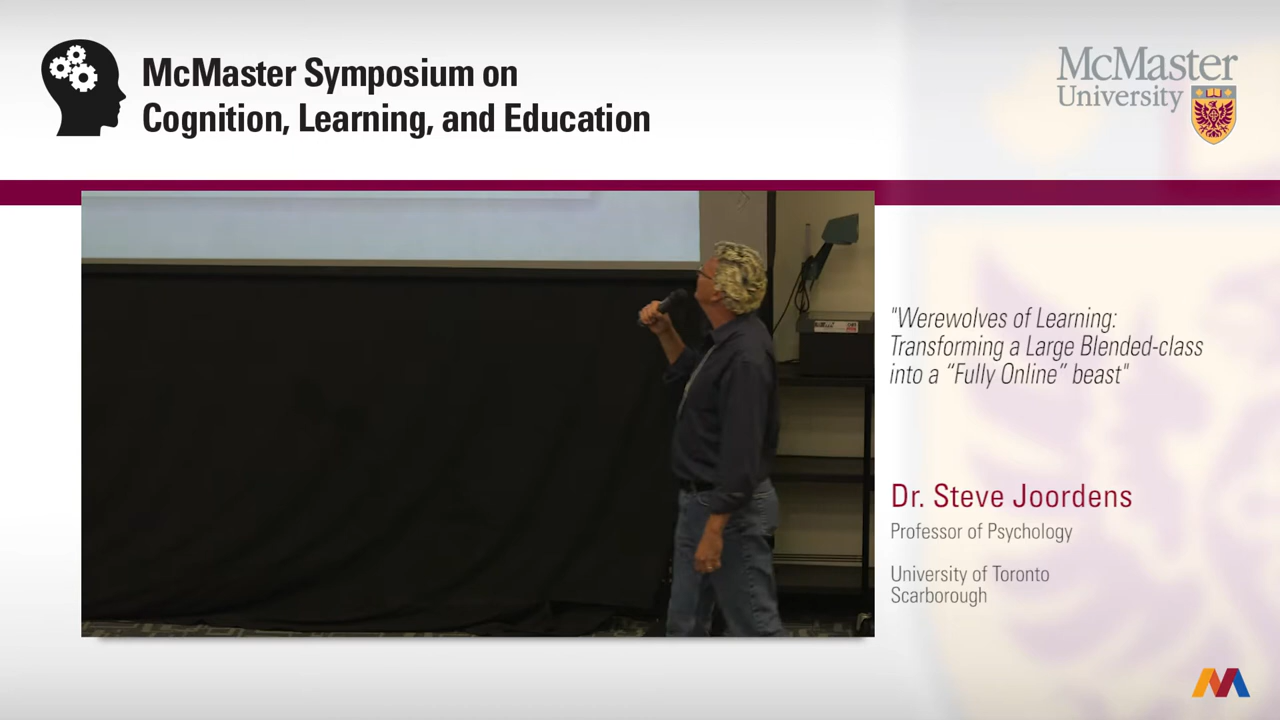 McMaster Symposium on
Cognition, Learning, and Education
McMaster
University
"Werewolves of Learning:
Transforming a Large Blended-class
into a “Fully Online” beast"
Dr. Steve Joordens
Professor of Psychology
University of Toronto
Scarborough